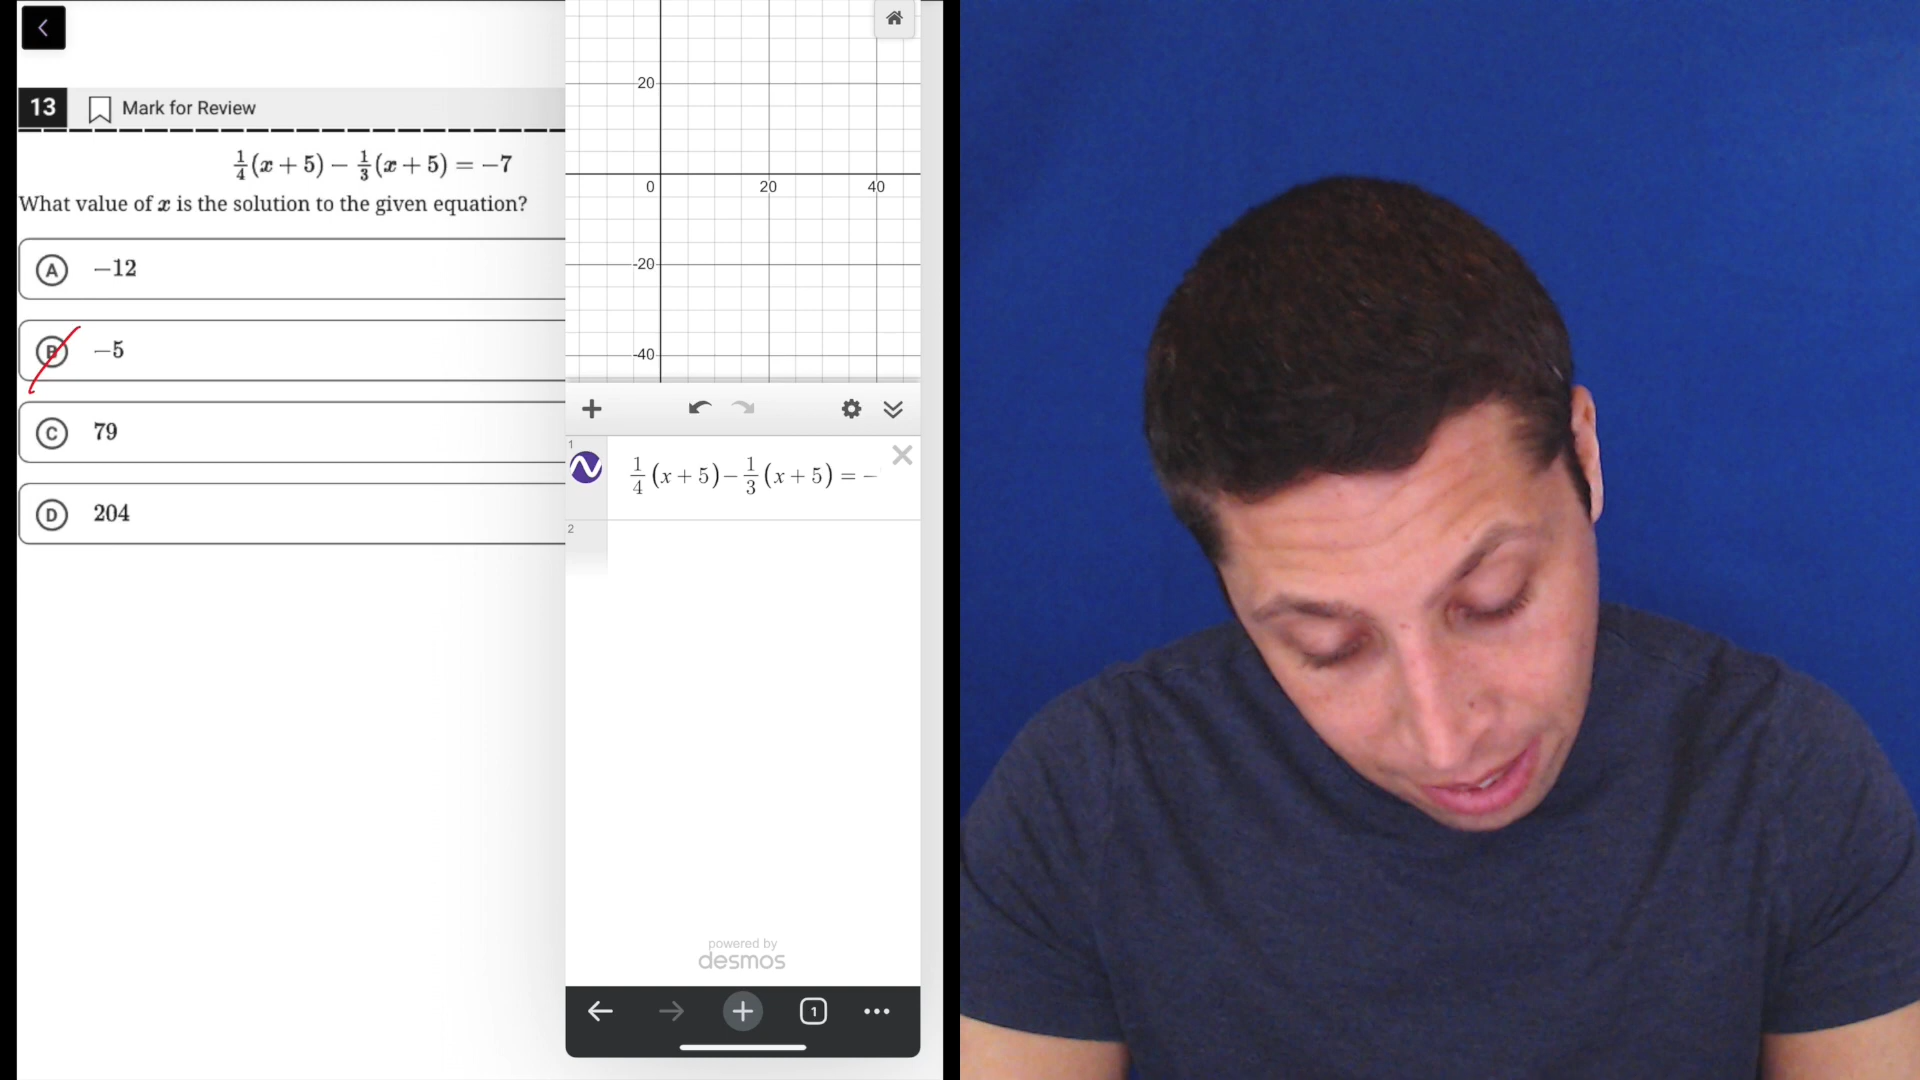 13 Mark for Review
1/4(x + 5) − 1/3(x + 5) = −7
What value of x is the solution to the given equation?
A −12
B −5
C 79
D 204
20
0 20 40
-20
-40
1
1/4(x + 5) − 1/3(x + 5) = −
2
powered by
desmos
1